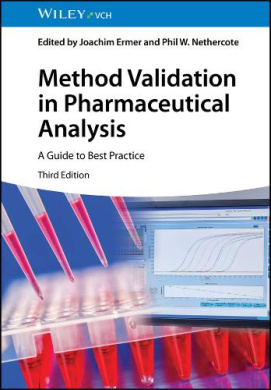 WILEY VCH
Edited by Joachim Ermer and Phil W. Nethercote
Method Validation
in Pharmaceutical
Analysis
A Guide to Best Practice
Third Edition